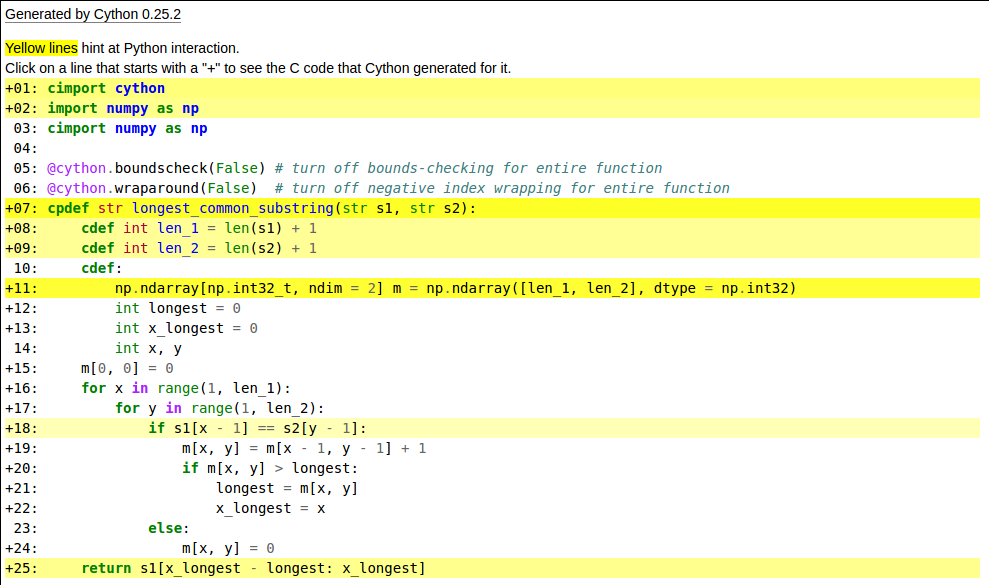 Generated by Cython 0.25.2
Yellow lines hint at Python interaction.
Click on a line that starts with a "+" to see the C code that Cython generated for it.
+01: cimport cython
+02: import numpy as np
 03: cimport numpy as np
 04:
 05: @cython.boundscheck(False) # turn off bounds-checking for entire function
 06: @cython.wraparound(False)  # turn off negative index wrapping for entire function
+07: cpdef str longest_common_substring(str s1, str s2):
+08:     cdef int len_1 = len(s1) + 1
+09:     cdef int len_2 = len(s2) + 1
 10:     cdef:
+11:         np.ndarray[np.int32_t, ndim = 2] m = np.ndarray([len_1, len_2], dtype = np.int32)
+12:         int longest = 0
+13:         int x_longest = 0
 14:         int x, y
+15:     m[0, 0] = 0
+16:     for x in range(1, len_1):
+17:         for y in range(1, len_2):
+18:             if s1[x - 1] == s2[y - 1]:
+19:                 m[x, y] = m[x - 1, y - 1] + 1
+20:                 if m[x, y] > longest:
+21:                     longest = m[x, y]
+22:                     x_longest = x
 23:             else:
+24:                 m[x, y] = 0
+25:     return s1[x_longest - longest: x_longest]